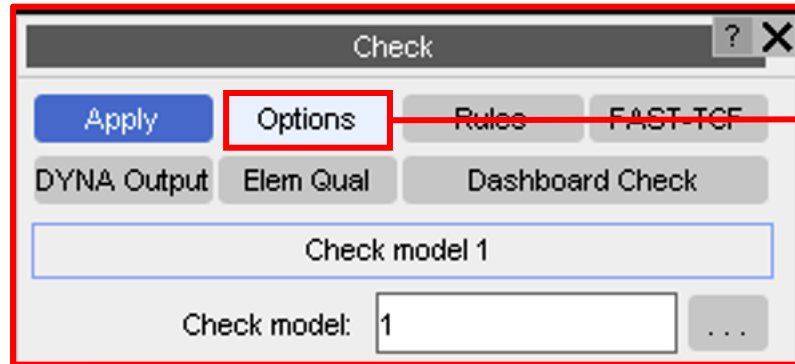 Check ?
Apply Options Rules FAST-TCF
DYNA Output Elem Qual Dashboard Check
Check model 1
Check model: 1 ...